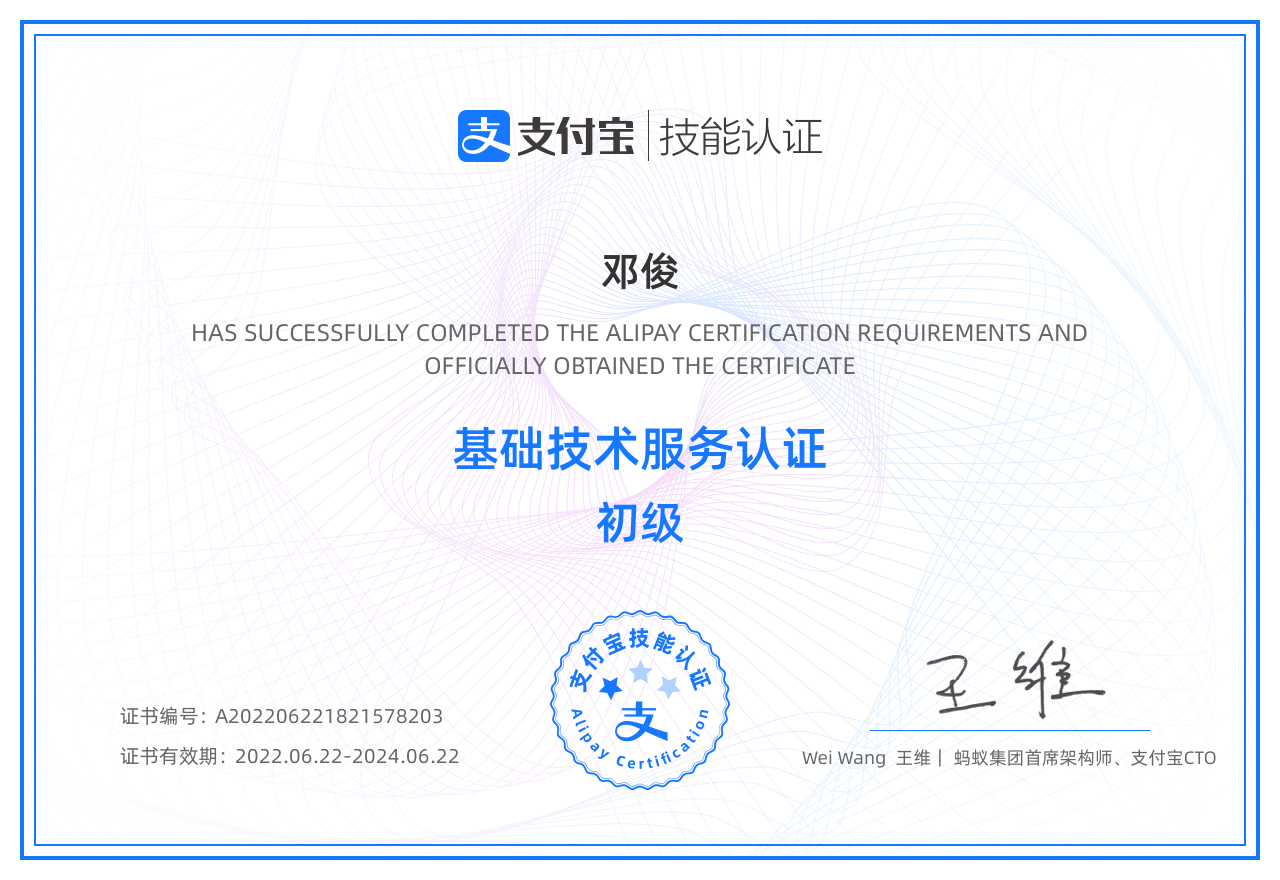 支 支付宝 | 技能认证
邓俊
HAS SUCCESSFULLY COMPLETED THE ALIPAY CERTIFICATION REQUIREMENTS AND
OFFICIALLY OBTAINED THE CERTIFICATE
基础技术服务认证
初级
支付宝技能认证
支
Alipay Certification
王维
证书编号: A202206221821578203
证书有效期: 2022.06.22-2024.06.22
Wei Wang 王维 | 蚂蚁集团首席架构师、支付宝CTO